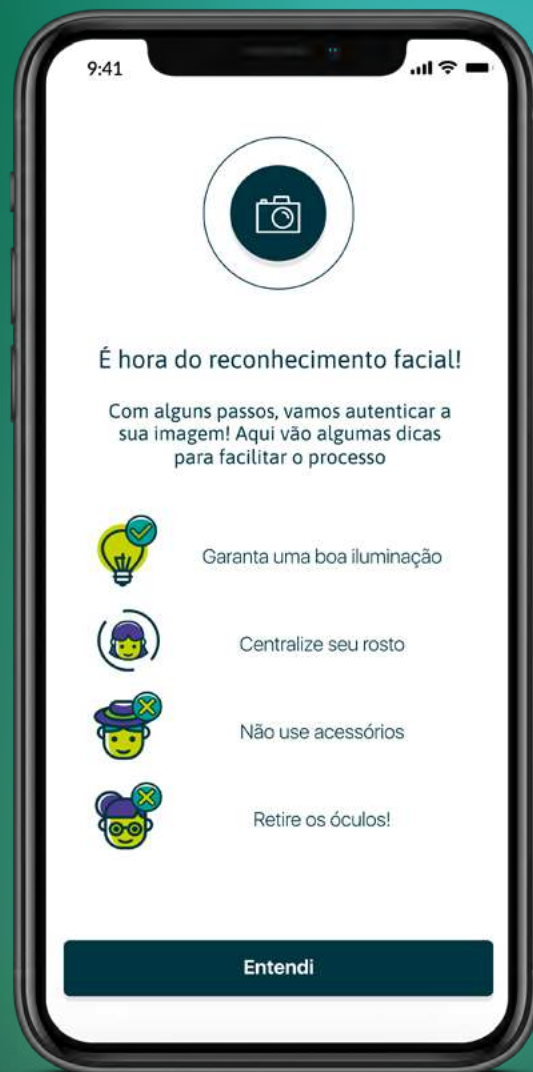 9:41
É hora do reconhecimento facial!
Com alguns passos, vamos autenticar a
sua imagem! Aqui vão algumas dicas
para facilitar o processo
Garanta uma boa iluminação
Centralize seu rosto
Não use acessórios
Retire os óculos!
Entendi